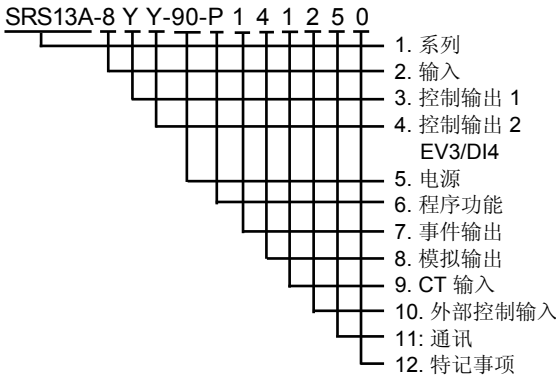 SRS13A-8 Y Y-90-P 1 4 1 2 5 0
1. 系列
2. 输入
3. 控制输出 1
4. 控制输出 2
EV3/DI4
5. 电源
6. 程序功能
7. 事件输出
8. 模拟输出
9. CT 输入
10. 外部控制输入
11: 通讯
12. 特记事项